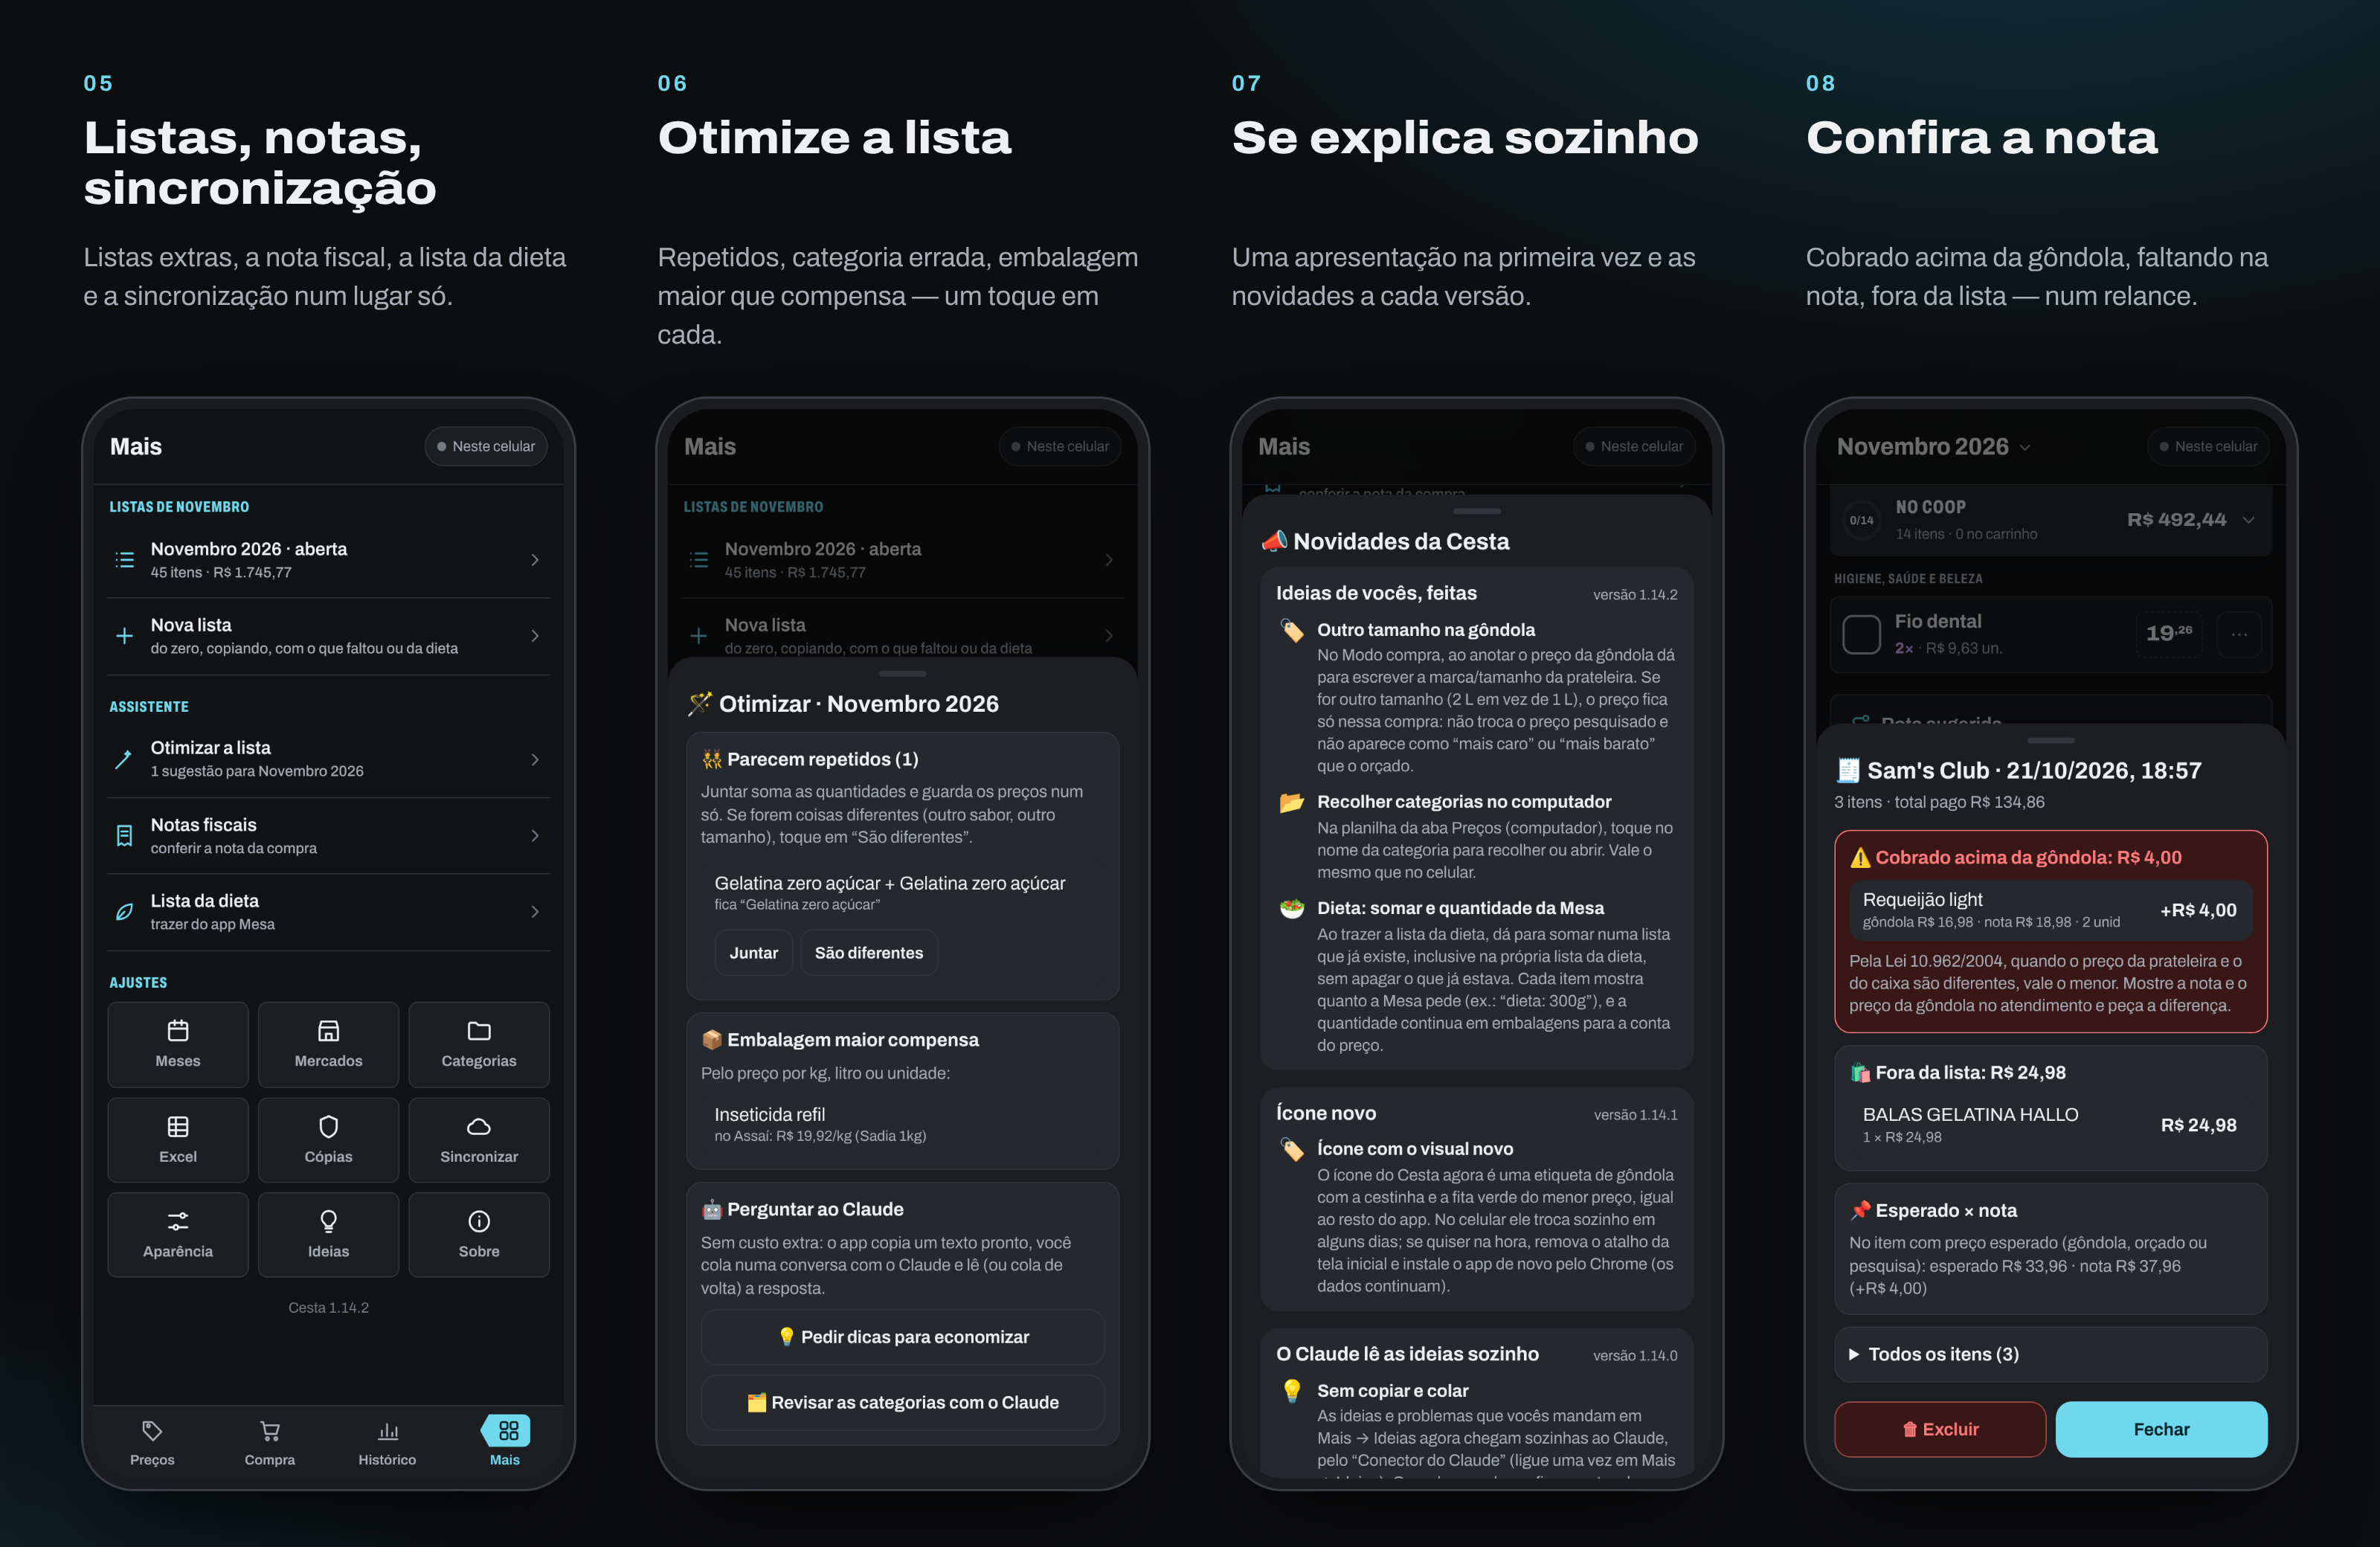 05
Listas, notas,
sincronização
Listas extras, a nota fiscal, a lista da dieta
e a sincronização num lugar só.
Mais
Neste celular
LISTAS DE NOVEMBRO
Novembro 2026 · aberta
45 itens · R$ 1.745,77
Nova lista
do zero, copiando, com o que faltou ou da dieta
ASSISTENTE
Otimizar a lista
1 sugestão para Novembro 2026
Notas fiscais
conferir a nota da compra
Lista da dieta
trazer do app Mesa
AJUSTES
Meses
Mercados
Categorias
Excel
Cópias
Sincronizar
Aparência
Ideias
Sobre
Cesta 1.14.2
Preços
Compra
Histórico
Mais
06
Otimize a lista
Repetidos, categoria errada, embalagem
maior que compensa — um toque em
cada.
Mais
Neste celular
LISTAS DE NOVEMBRO
Novembro 2026 · aberta
45 itens · R$ 1.745,77
Nova lista
do zero, copiando, com o que faltou ou da dieta
Otimizar · Novembro 2026
Parecem repetidos (1)
Juntar soma as quantidades e guarda os preços num
só. Se forem coisas diferentes (outro sabor, outro
tamanho), toque em “São diferentes”.
Gelatina zero açúcar + Gelatina zero açúcar
fica “Gelatina zero açúcar”
Juntar
São diferentes
Embalagem maior compensa
Pelo preço por kg, litro ou unidade:
Inseticida refil
no Assaí: R$ 19,92/kg (Sadia 1kg)
Perguntar ao Claude
Sem custo extra: o app copia um texto pronto, você
cola numa conversa com o Claude e lê (ou cola de
volta) a resposta.
Pedir dicas para economizar
Revisar as categorias com o Claude
07
Se explica sozinho
Uma apresentação na primeira vez e as
novidades a cada versão.
Mais
Neste celular
conferir a nota da compra
Novidades da Cesta
Ideias de vocês, feitas
versão 1.14.2
Outro tamanho na gôndola
No Modo compra, ao anotar o preço da gôndola dá
para escrever a marca/tamanho da prateleira. Se
for outro tamanho (2 L em vez de 1 L), o preço fica
só nessa compra: não troca o preço pesquisado e
não aparece como “mais caro” ou “mais barato”
que o orçado.
Recolher categorias no computador
Na planilha da aba Preços (computador), toque no
nome da categoria para recolher ou abrir. Vale o
mesmo que no celular.
Dieta: somar e quantidade da Mesa
Ao trazer a lista da dieta, dá para somar numa lista
que já existe, inclusive na própria lista da dieta,
sem apagar o que já estava. Cada item mostra
quanto a Mesa pede (ex.: “dieta: 300g”), e a
quantidade continua em embalagens para a conta
do preço.
Ícone novo
versão 1.14.1
Ícone com o visual novo
O ícone do Cesta agora é uma etiqueta de gôndola
com a cestinha e a fita verde do menor preço, igual
ao resto do app. No celular ele troca sozinho em
alguns dias; se quiser na hora, remova o atalho da
tela inicial e instale o app de novo pelo Chrome (os
dados continuam).
O Claude lê as ideias sozinho
versão 1.14.0
Sem copiar e colar
As ideias e problemas que vocês mandam em
Mais → Ideias agora chegam sozinhas ao Claude,
pelo “Conector do Claude” (ligue uma vez em Mais
08
Confira a nota
Cobrado acima da gôndola, faltando na
nota, fora da lista — num relance.
Novembro 2026
Neste celular
0/14
NO COOP
14 itens · 0 no carrinho
R$ 492,44
HIGIENE, SAÚDE E BELEZA
Fio dental
2× · R$ 9,63 un.
19,26
Rota sugerida
Sam's Club · 21/10/2026, 18:57
3 itens · total pago R$ 134,86
Cobrado acima da gôndola: R$ 4,00
Requeijão light
gôndola R$ 16,98 · nota R$ 18,98 · 2 unid
+R$ 4,00
Pela Lei 10.962/2004, quando o preço da prateleira e o
do caixa são diferentes, vale o menor. Mostre a nota e o
preço da gôndola no atendimento e peça a diferença.
Fora da lista: R$ 24,98
BALAS GELATINA HALLO
1 × R$ 24,98
R$ 24,98
Esperado × nota
No item com preço esperado (gôndola, orçado ou
pesquisa): esperado R$ 33,96 · nota R$ 37,96
(+R$ 4,00)
Todos os itens (3)
Excluir
Fechar